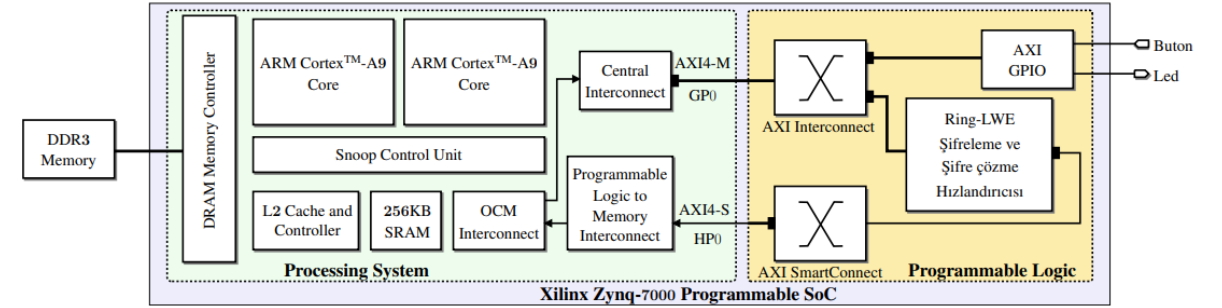 DDR3
Memory
DRAM Memory Controller
ARM Cortex™-A9
Core
ARM Cortex™-A9
Core
Snoop Control Unit
L2 Cache and
Controller
256KB
SRAM
OCM
Interconnect
Central
Interconnect
Programmable
Logic to
Memory
Interconnect
Processing System
AXI4-M
GP0
AXI4-S
HP0
AXI Interconnect
AXI SmartConnect
AXI
GPIO
Ring-LWE
Şifreleme ve
Şifre çözme
Hızlandırıcısı
Programmable Logic
Buton
Led
Xilinx Zynq-7000 Programmable SoC